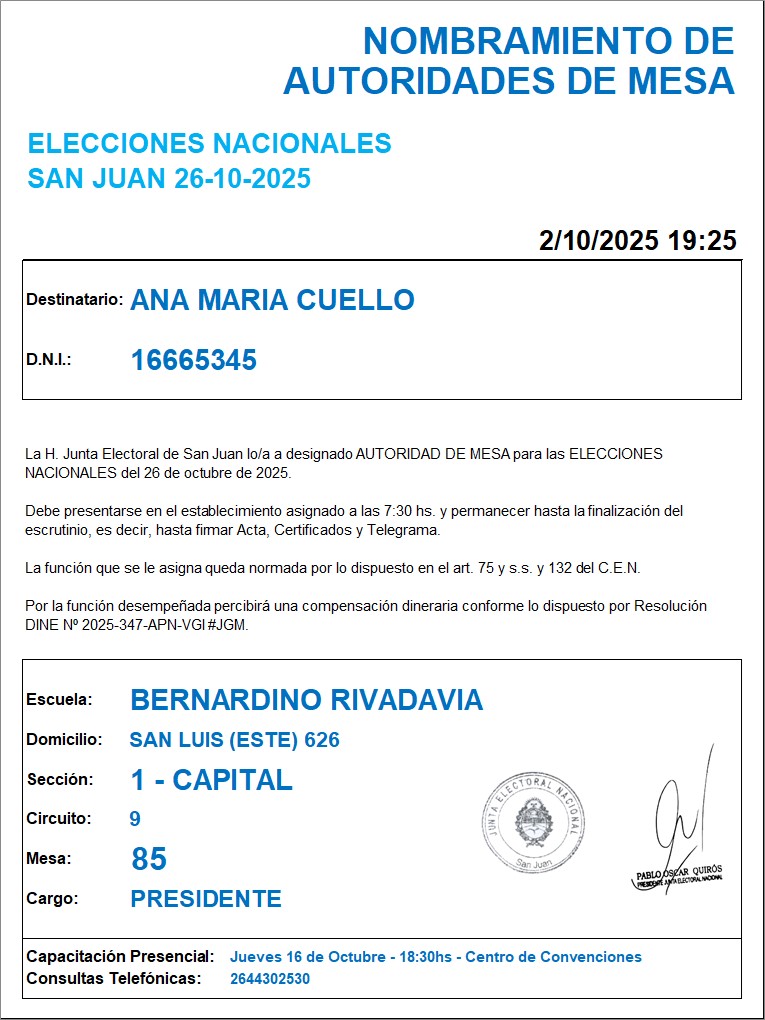 NOMBRAMIENTO DE
AUTORIDADES DE MESA
ELECCIONES NACIONALES
SAN JUAN 26-10-2025
2/10/2025 19:25
Destinatario: ANA MARIA CUELLO
D.N.I.: 16665345
La H. Junta Electoral de San Juan lo/a a designado AUTORIDAD DE MESA para las ELECCIONES
NACIONALES del 26 de octubre de 2025.
Debe presentarse en el establecimiento asignado a las 7:30 hs. y permanecer hasta la finalización del
escrutinio, es decir, hasta firmar Acta, Certificados y Telegrama.
La función que se le asigna queda normada por lo dispuesto en el art. 75 y s.s. y 132 del C.E.N.
Por la función desempeñada percibirá una compensación dineraria conforme lo dispuesto por Resolución
DINE Nº 2025-347-APN-VGI#JGM.
Escuela: BERNARDINO RIVADAVIA
Domicilio: SAN LUIS (ESTE) 626
Sección: 1 - CAPITAL
Circuito: 9
Mesa: 85
Cargo: PRESIDENTE
JUNTA ELECTORAL NACIONAL
San Juan
PABLO OSCAR QUIRÓS
PRESIDENTE JUNTA ELECTORAL NACIONAL
Capacitación Presencial: Jueves 16 de Octubre - 18:30hs - Centro de Convenciones
Consultas Telefónicas: 2644302530